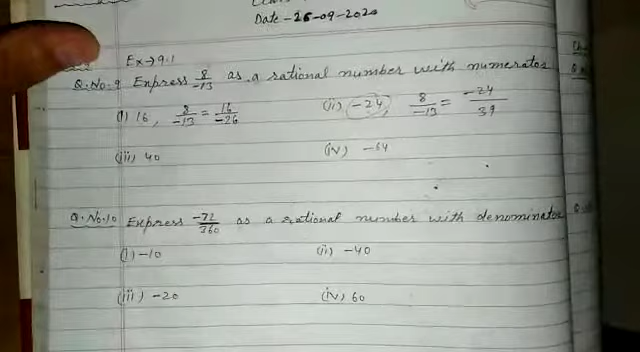 Date - 26-09-2020
Ex → 9.1
Q.No.9 Express 8/-13 as a rational number with numerator
(i) 16, 8/-13 = 16/-26 (ii) -24, 8/-13 = -24/39
(iii) 40 (iv) -64
Q.No.10 Express -72/360 as a rational number with denominator
(i) -10 (ii) -40
(iii) -20 (iv) 60